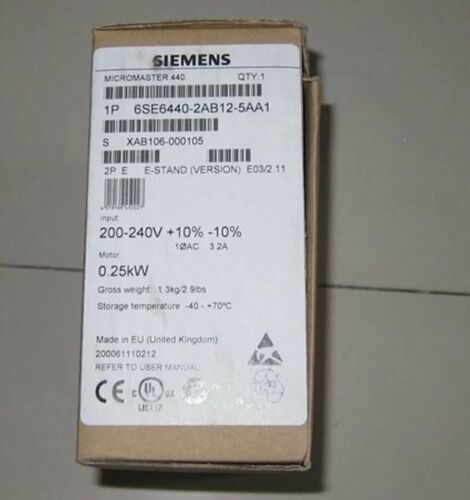 SIEMENS
MICROMASTER 440 QTY:1
1P 6SE6440-2AB12-5AA1
S XAB106-000105
2P E E-STAND (VERSION) E03/2.11
Input
200-240V +10% -10%
1ØAC 3.2A
Motor
0.25kW
Gross weight: 1.3kg/2.9lbs
Storage temperature -40 - +70°C
Made in EU (United Kingdom)
200061110212
REFER TO USER MANUAL
CE C UL